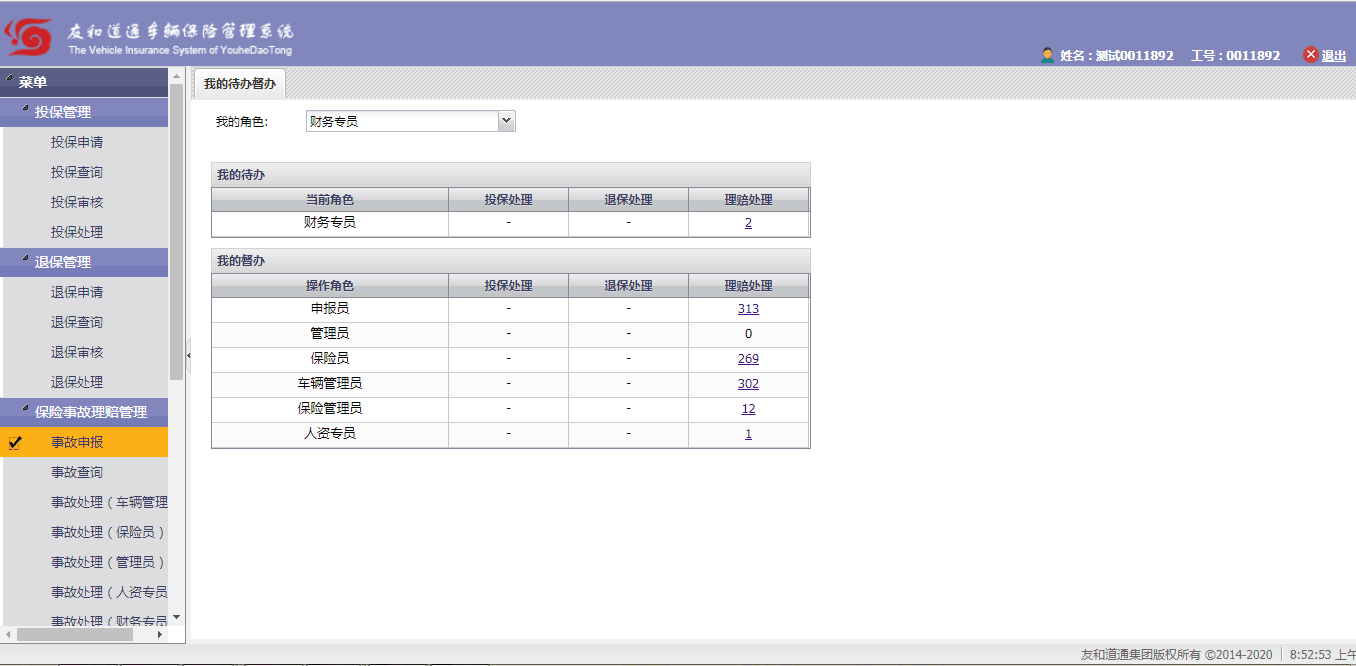 友和道通车辆保险管理系统
The Vehicle Insurance System of YouheDaoTong
姓名：测试0011892 工号：0011892 退出
菜单
投保管理
投保申请
投保查询
投保审核
投保处理
退保管理
退保申请
退保查询
退保审核
退保处理
保险事故理赔管理
事故申报
事故查询
事故处理（车辆管理
事故处理（保险员）
事故处理（管理员）
事故处理（人资专员
事故处理（财务专员
我的待办督办
我的角色: 财务专员
我的待办
当前角色 投保处理 退保处理 理赔处理
财务专员 - - 2
我的督办
操作角色 投保处理 退保处理 理赔处理
申报员 - - 313
管理员 - - 0
保险员 - - 269
车辆管理员 - - 302
保险管理员 - - 12
人资专员 - - 1
友和道通集团版权所有 ©2014-2020 8:52:53 上午